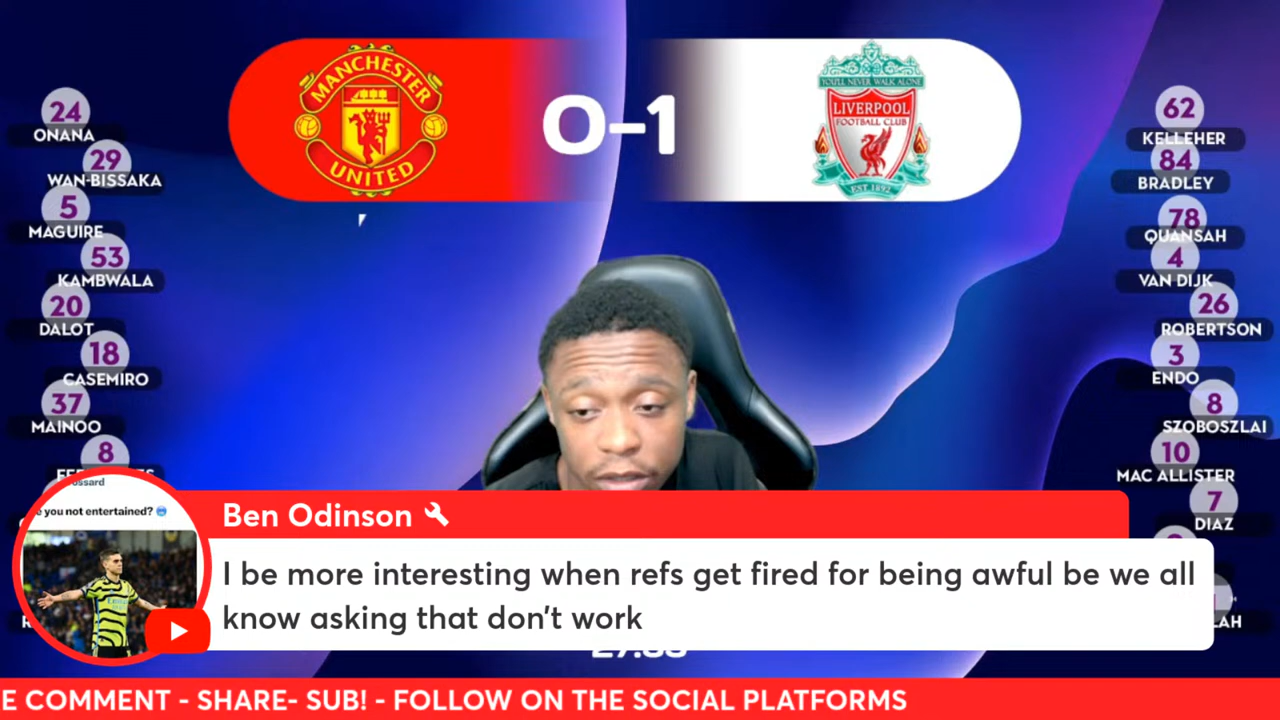 MANCHESTER
UNITED
0-1
YOU'LL NEVER WALK ALONE
LIVERPOOL
FOOTBALL CLUB
EST·1892
24
ONANA
29
WAN-BISSAKA
5
MAGUIRE
53
KAMBWALA
20
DALOT
18
CASEMIRO
37
MAINOO
8
62
KELLEHER
84
BRADLEY
78
QUANSAH
4
VAN DIJK
26
ROBERTSON
3
ENDO
8
SZOBOSZLAI
10
MAC ALLISTER
7
DIAZ
ossard
e you not entertained?
Ben Odinson
I be more interesting when refs get fired for being awful be we all
know asking that don't work
E COMMENT - SHARE- SUB! - FOLLOW ON THE SOCIAL PLATFORMS